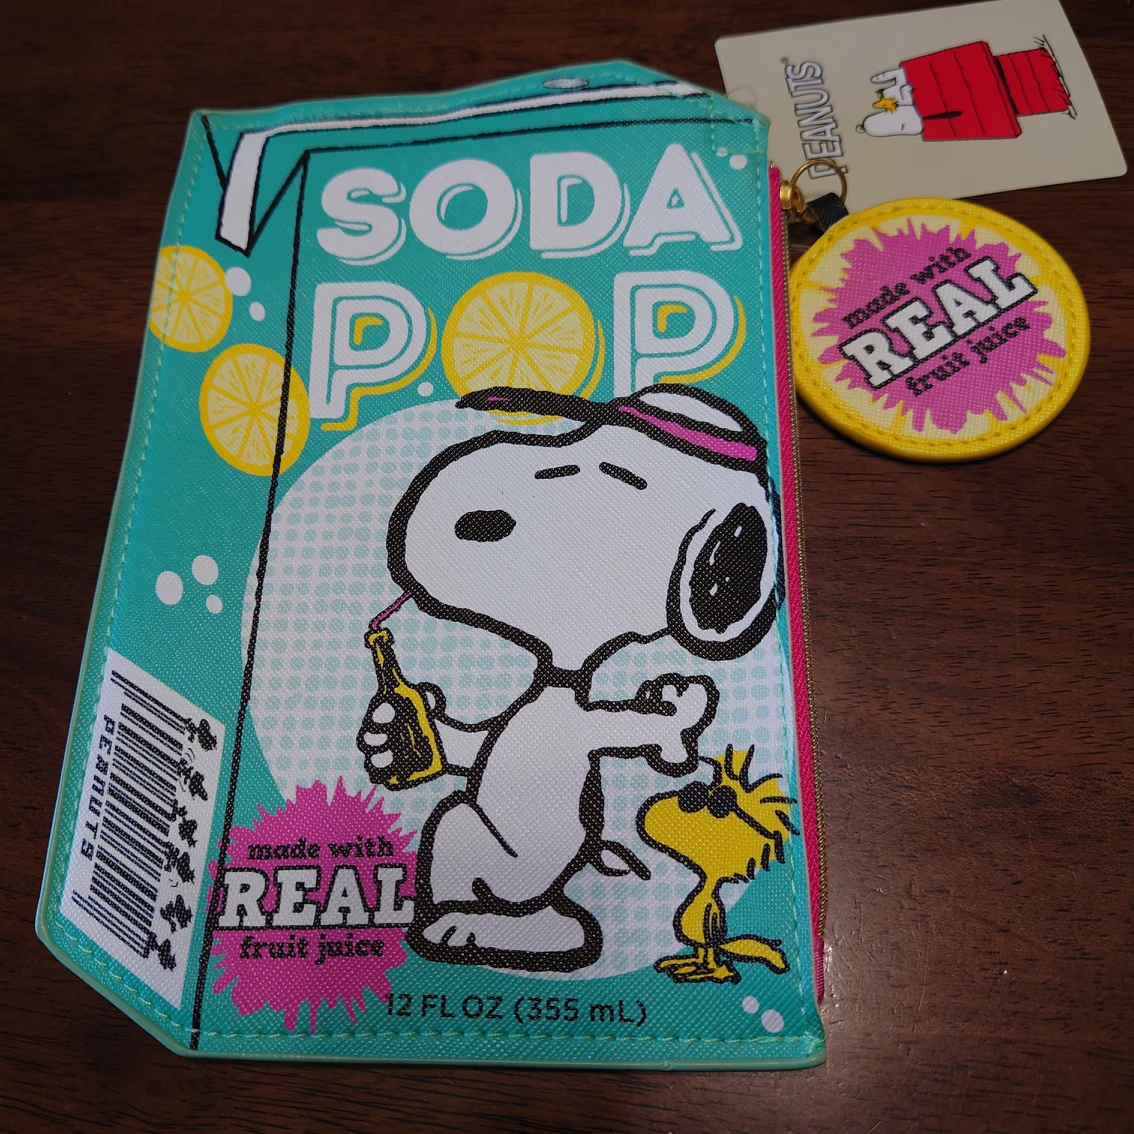 PEANUTS
SODA
POP
made with
REAL
fruit juice
PEANUTS
made with
REAL
fruit juice
12 FL OZ (355 mL)